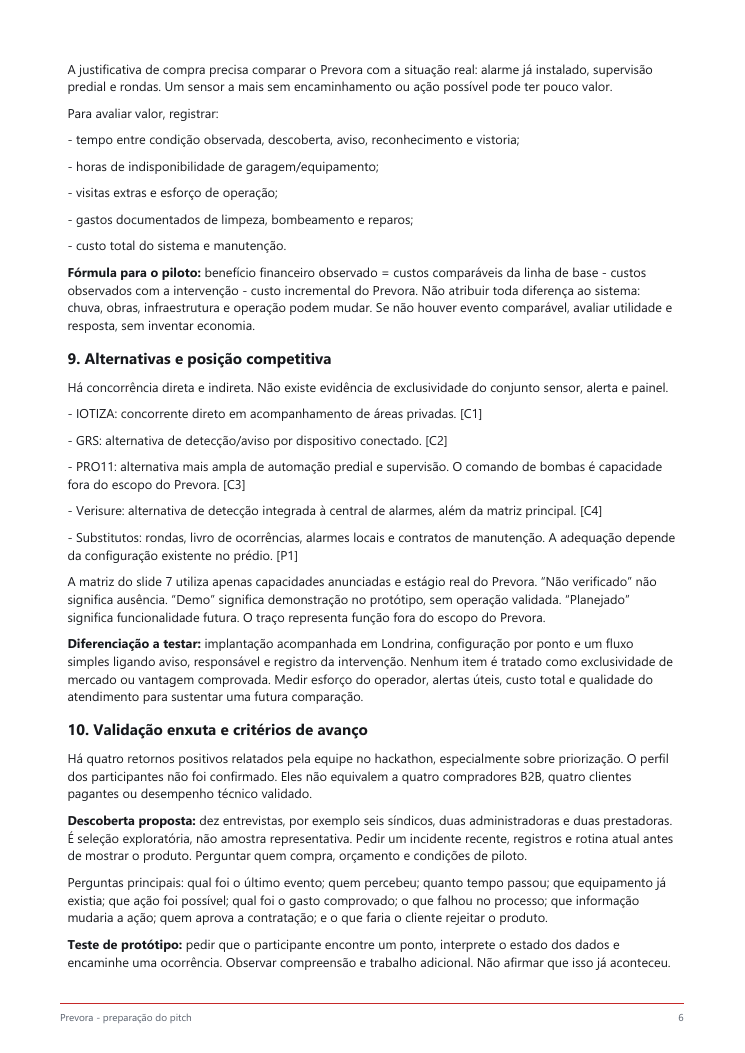 A justificativa de compra precisa comparar o Prevora com a situação real: alarme já instalado, supervisão
predial e rondas. Um sensor a mais sem encaminhamento ou ação possível pode ter pouco valor.
Para avaliar valor, registrar:
- tempo entre condição observada, descoberta, aviso, reconhecimento e vistoria;
- horas de indisponibilidade de garagem/equipamento;
- visitas extras e esforço de operação;
- gastos documentados de limpeza, bombeamento e reparos;
- custo total do sistema e manutenção.
Fórmula para o piloto: benefício financeiro observado = custos comparáveis da linha de base - custos
observados com a intervenção - custo incremental do Prevora. Não atribuir toda diferença ao sistema:
chuva, obras, infraestrutura e operação podem mudar. Se não houver evento comparável, avaliar utilidade e
resposta, sem inventar economia.
9. Alternativas e posição competitiva
Há concorrência direta e indireta. Não existe evidência de exclusividade do conjunto sensor, alerta e painel.
- IOTIZA: concorrente direto em acompanhamento de áreas privadas. [C1]
- GRS: alternativa de detecção/aviso por dispositivo conectado. [C2]
- PRO11: alternativa mais ampla de automação predial e supervisão. O comando de bombas é capacidade
fora do escopo do Prevora. [C3]
- Verisure: alternativa de detecção integrada à central de alarmes, além da matriz principal. [C4]
- Substitutos: rondas, livro de ocorrências, alarmes locais e contratos de manutenção. A adequação depende
da configuração existente no prédio. [P1]
A matriz do slide 7 utiliza apenas capacidades anunciadas e estágio real do Prevora. “Não verificado” não
significa ausência. “Demo” significa demonstração no protótipo, sem operação validada. “Planejado”
significa funcionalidade futura. O traço representa função fora do escopo do Prevora.
Diferenciação a testar: implantação acompanhada em Londrina, configuração por ponto e um fluxo
simples ligando aviso, responsável e registro da intervenção. Nenhum item é tratado como exclusividade de
mercado ou vantagem comprovada. Medir esforço do operador, alertas úteis, custo total e qualidade do
atendimento para sustentar uma futura comparação.
10. Validação enxuta e critérios de avanço
Há quatro retornos positivos relatados pela equipe no hackathon, especialmente sobre priorização. O perfil
dos participantes não foi confirmado. Eles não equivalem a quatro compradores B2B, quatro clientes
pagantes ou desempenho técnico validado.
Descoberta proposta: dez entrevistas, por exemplo seis síndicos, duas administradoras e duas prestadoras.
É seleção exploratória, não amostra representativa. Pedir um incidente recente, registros e rotina atual antes
de mostrar o produto. Perguntar quem compra, orçamento e condições de piloto.
Perguntas principais: qual foi o último evento; quem percebeu; quanto tempo passou; que equipamento já
existia; que ação foi possível; qual foi o gasto comprovado; o que falhou no processo; que informação
mudaria a ação; quem aprova a contratação; e o que faria o cliente rejeitar o produto.
Teste de protótipo: pedir que o participante encontre um ponto, interprete o estado dos dados e
encaminhe uma ocorrência. Observar compreensão e trabalho adicional. Não afirmar que isso já aconteceu.
Prevora - preparação do pitch
6